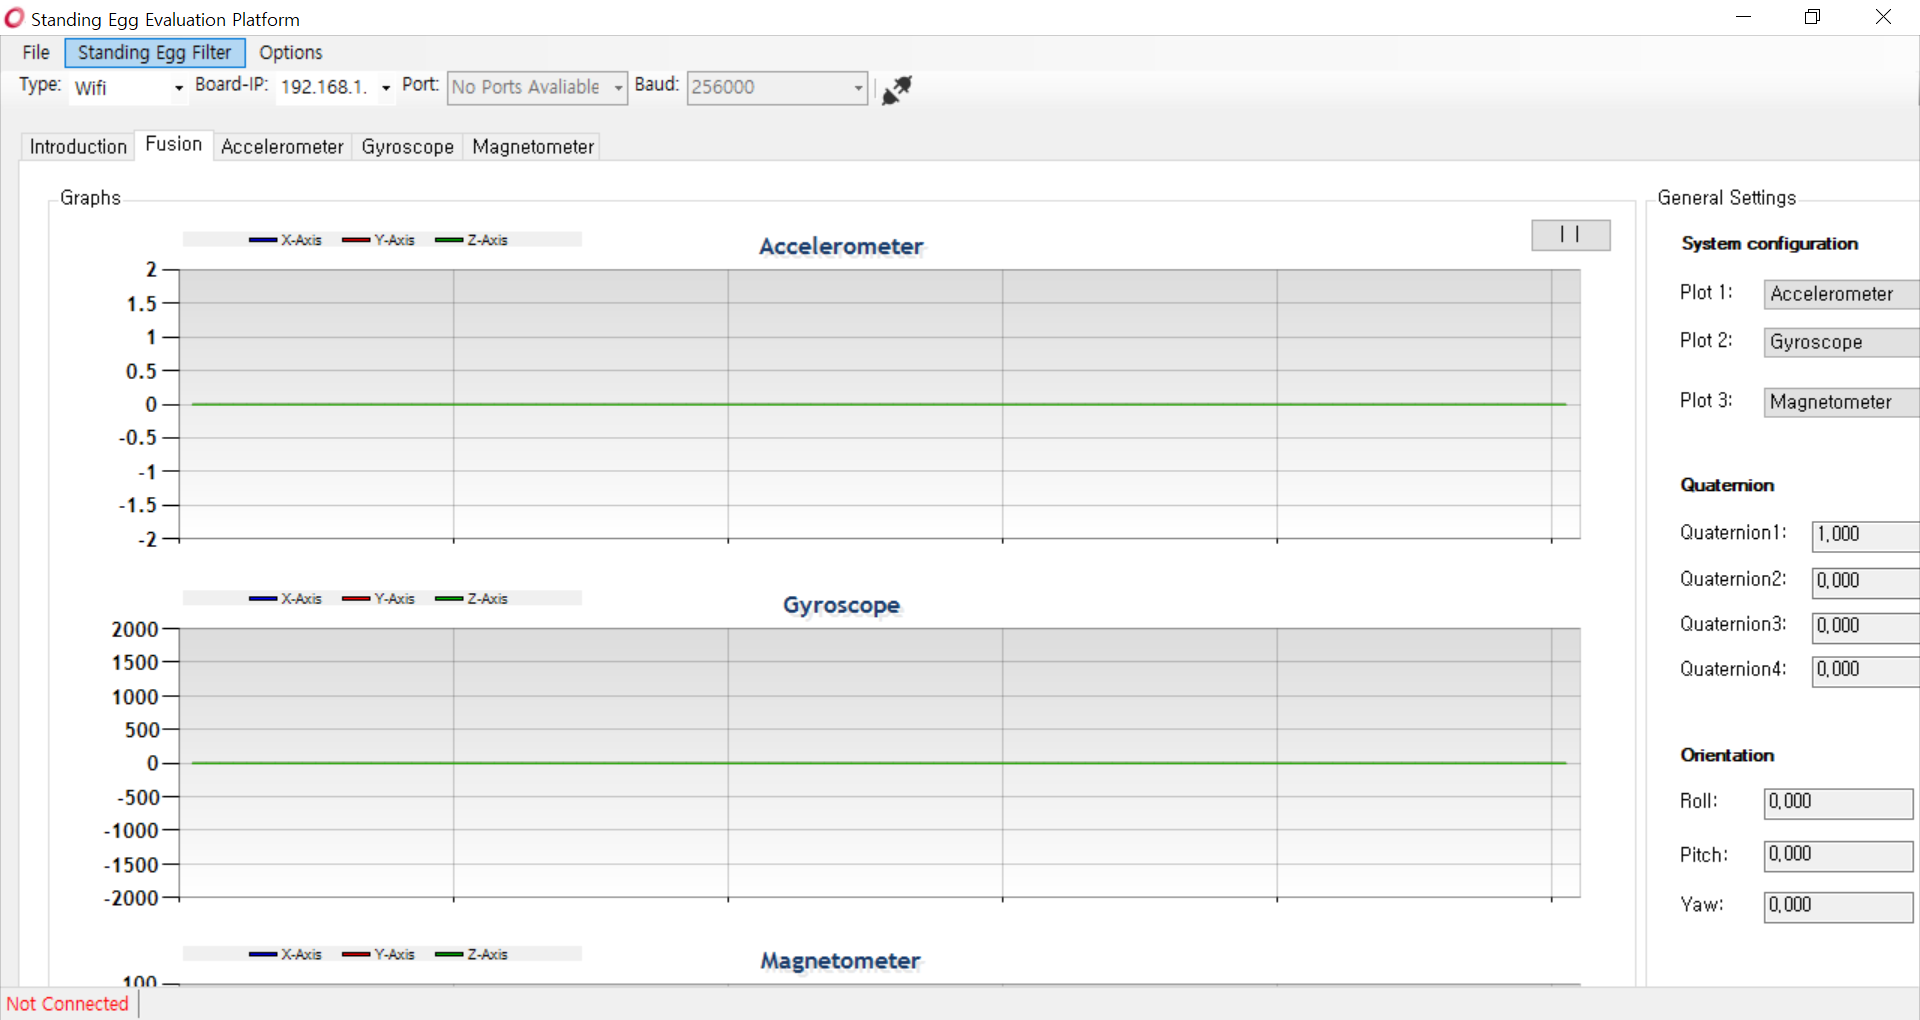 Standing Egg Evaluation Platform
File Standing Egg Filter Options
Type: Wifi Board-IP: 192.168.1. Port: No Ports Avaliable Baud: 256000
Introduction Fusion Accelerometer Gyroscope Magnetometer
Graphs
X-Axis Y-Axis Z-Axis
Accelerometer
| |
2
1.5
1
0.5
0
-0.5
-1
-1.5
-2
X-Axis Y-Axis Z-Axis
Gyroscope
2000
1500
1000
500
0
-500
-1000
-1500
-2000
X-Axis Y-Axis Z-Axis
Magnetometer
100
General Settings
System configuration
Plot 1: Accelerometer
Plot 2: Gyroscope
Plot 3: Magnetometer
Quaternion
Quaternion1: 1,000
Quaternion2: 0,000
Quaternion3: 0,000
Quaternion4: 0,000
Orientation
Roll: 0,000
Pitch: 0,000
Yaw: 0,000
Not Connected